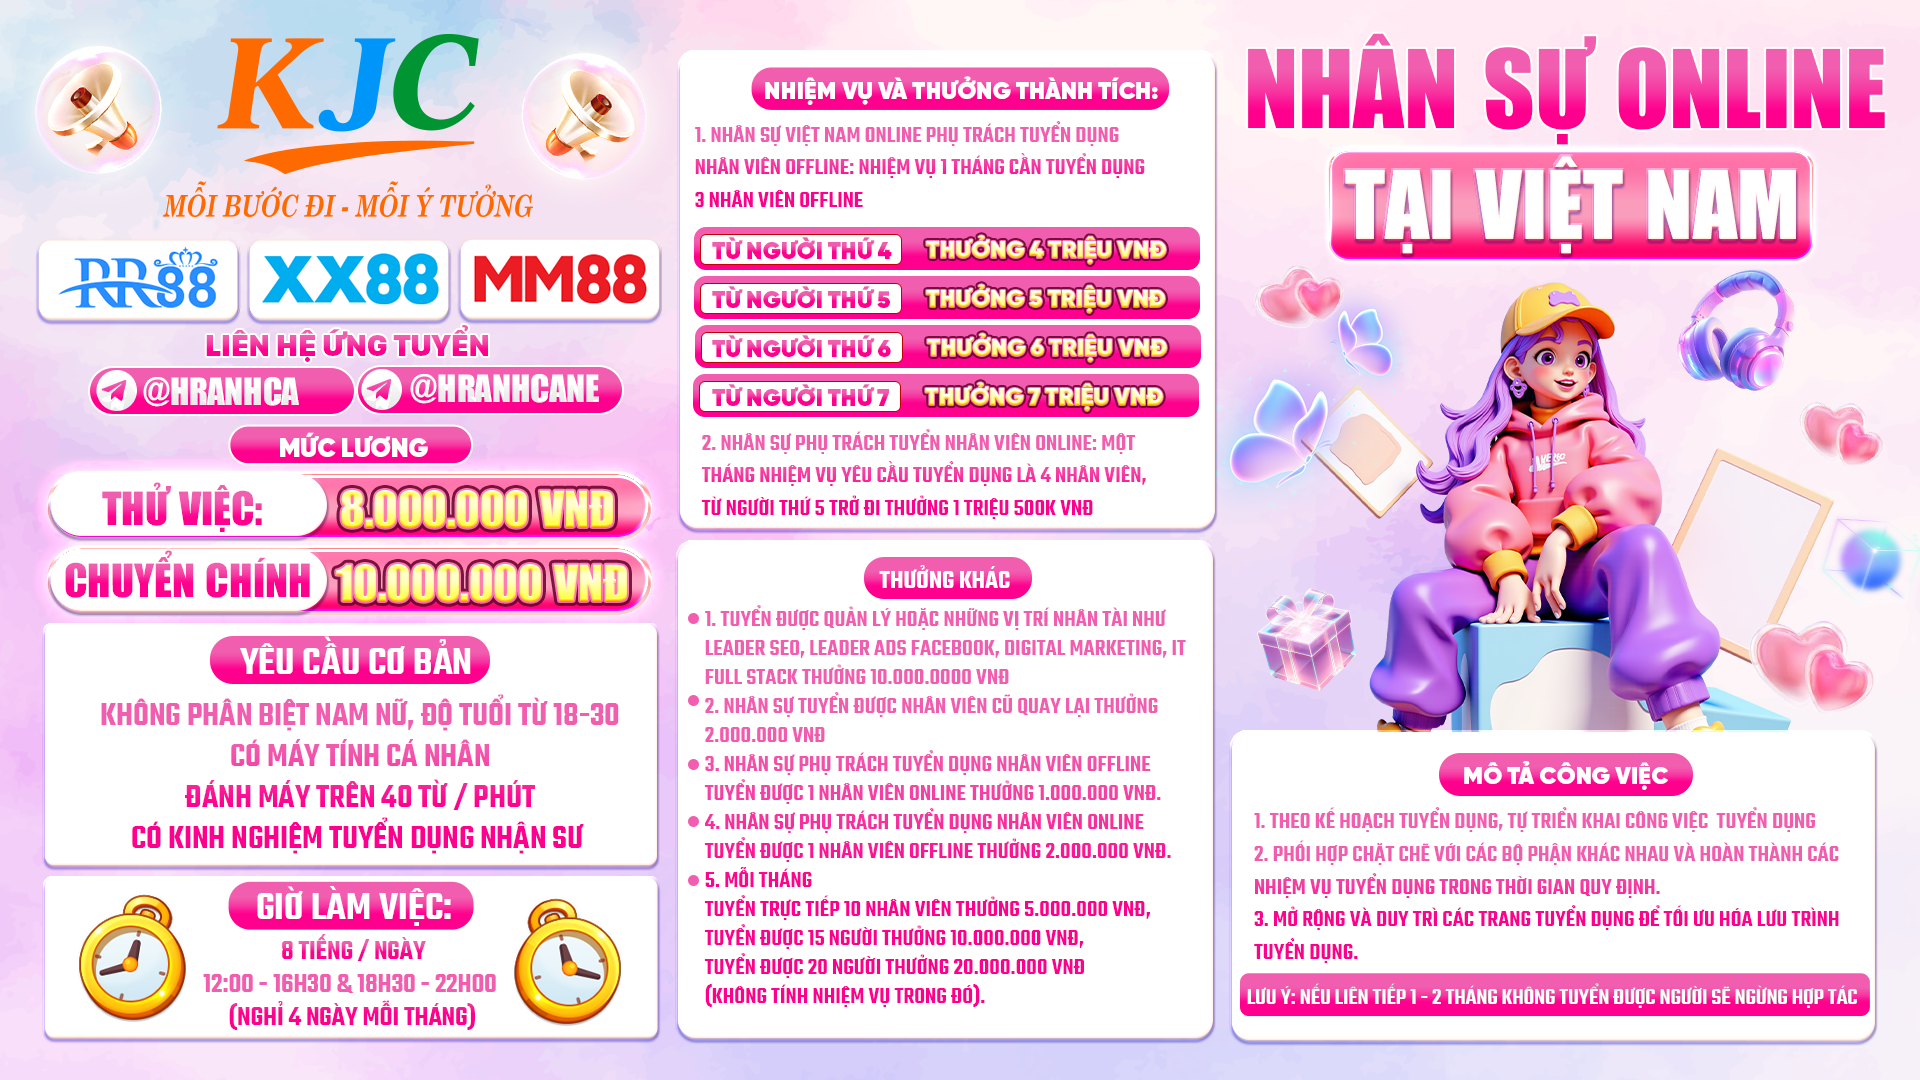 KJC
MỖI BƯỚC ĐI - MỖI Ý TƯỞNG
RR88
XX88
MM88
LIÊN HỆ ỨNG TUYỂN
@HRANHCA
@HRANHCANE
MỨC LƯƠNG
THỬ VIỆC:
8.000.000 VNĐ
CHUYỂN CHÍNH
10.000.000 VNĐ
YÊU CẦU CƠ BẢN
KHÔNG PHÂN BIỆT NAM NỮ, ĐỘ TUỔI TỪ 18-30
CÓ MÁY TÍNH CÁ NHÂN
ĐÁNH MÁY TRÊN 40 TỪ / PHÚT
CÓ KINH NGHIỆM TUYỂN DỤNG NHẬN SƯ
GIỜ LÀM VIỆC:
8 TIẾNG / NGÀY
12:00 - 16H30 & 18H30 - 22H00
(NGHỈ 4 NGÀY MỖI THÁNG)
NHIỆM VỤ VÀ THƯỞNG THÀNH TÍCH:
1. NHÂN SỰ VIỆT NAM ONLINE PHỤ TRÁCH TUYỂN DỤNG
NHÂN VIÊN OFFLINE: NHIỆM VỤ 1 THÁNG CẦN TUYỂN DỤNG
3 NHÂN VIÊN OFFLINE
TỪ NGƯỜI THỨ 4
THƯỞNG 4 TRIỆU VNĐ
TỪ NGƯỜI THỨ 5
THƯỞNG 5 TRIỆU VNĐ
TỪ NGƯỜI THỨ 6
THƯỞNG 6 TRIỆU VNĐ
TỪ NGƯỜI THỨ 7
THƯỞNG 7 TRIỆU VNĐ
2. NHÂN SỰ PHỤ TRÁCH TUYỂN NHÂN VIÊN ONLINE: MỘT
THÁNG NHIỆM VỤ YÊU CẦU TUYỂN DỤNG LÀ 4 NHÂN VIÊN,
TỪ NGƯỜI THỨ 5 TRỞ ĐI THƯỞNG 1 TRIỆU 500K VNĐ
THƯỞNG KHÁC
1. TUYỂN ĐƯỢC QUẢN LÝ HOẶC NHỮNG VỊ TRÍ NHÂN TÀI NHƯ
LEADER SEO, LEADER ADS FACEBOOK, DIGITAL MARKETING, IT
FULL STACK THƯỞNG 10.000.0000 VNĐ
2. NHÂN SỰ TUYỂN ĐƯỢC NHÂN VIÊN CŨ QUAY LẠI THƯỞNG
2.000.000 VNĐ
3. NHÂN SỰ PHỤ TRÁCH TUYỂN DỤNG NHÂN VIÊN OFFLINE
TUYỂN ĐƯỢC 1 NHÂN VIÊN ONLINE THƯỞNG 1.000.000 VNĐ.
4. NHÂN SỰ PHỤ TRÁCH TUYỂN DỤNG NHÂN VIÊN ONLINE
TUYỂN ĐƯỢC 1 NHÂN VIÊN OFFLINE THƯỞNG 2.000.000 VNĐ.
5. MỖI THÁNG
TUYỂN TRỰC TIẾP 10 NHÂN VIÊN THƯỞNG 5.000.000 VNĐ,
TUYỂN ĐƯỢC 15 NGƯỜI THƯỞNG 10.000.000 VNĐ,
TUYỂN ĐƯỢC 20 NGƯỜI THƯỞNG 20.000.000 VNĐ
(KHÔNG TÍNH NHIỆM VỤ TRONG ĐÓ).
NHÂN SỰ ONLINE
TẠI VIỆT NAM
MÔ TẢ CÔNG VIỆC
1. THEO KẾ HOẠCH TUYỂN DỤNG, TỰ TRIỂN KHAI CÔNG VIỆC TUYỂN DỤNG
2. PHỐI HỢP CHẶT CHẼ VỚI CÁC BỘ PHẬN KHÁC NHAU VÀ HOÀN THÀNH CÁC
NHIỆM VỤ TUYỂN DỤNG TRONG THỜI GIAN QUY ĐỊNH.
3. MỞ RỘNG VÀ DUY TRÌ CÁC TRANG TUYỂN DỤNG ĐỂ TỐI ƯU HÓA LƯU TRÌNH
TUYỂN DỤNG.
LƯU Ý: NẾU LIÊN TIẾP 1 - 2 THÁNG KHÔNG TUYỂN ĐƯỢC NGƯỜI SẼ NGỪNG HỢP TÁC